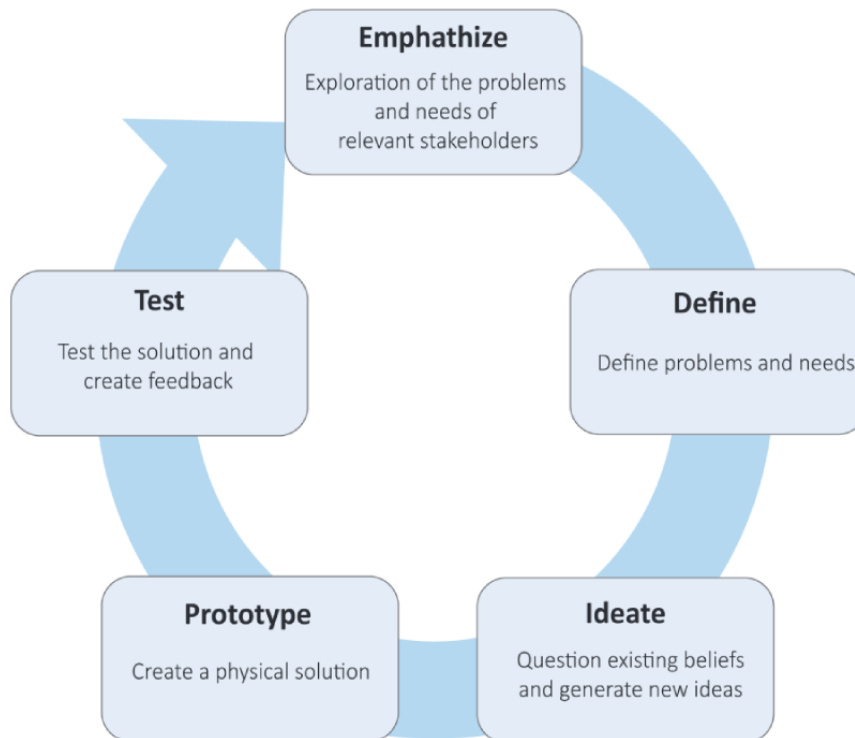 Emphathize
Exploration of the problems
and needs of
relevant stakeholders
Define
Define problems and needs
Ideate
Question existing beliefs
and generate new ideas
Prototype
Create a physical solution
Test
Test the solution and
create feedback